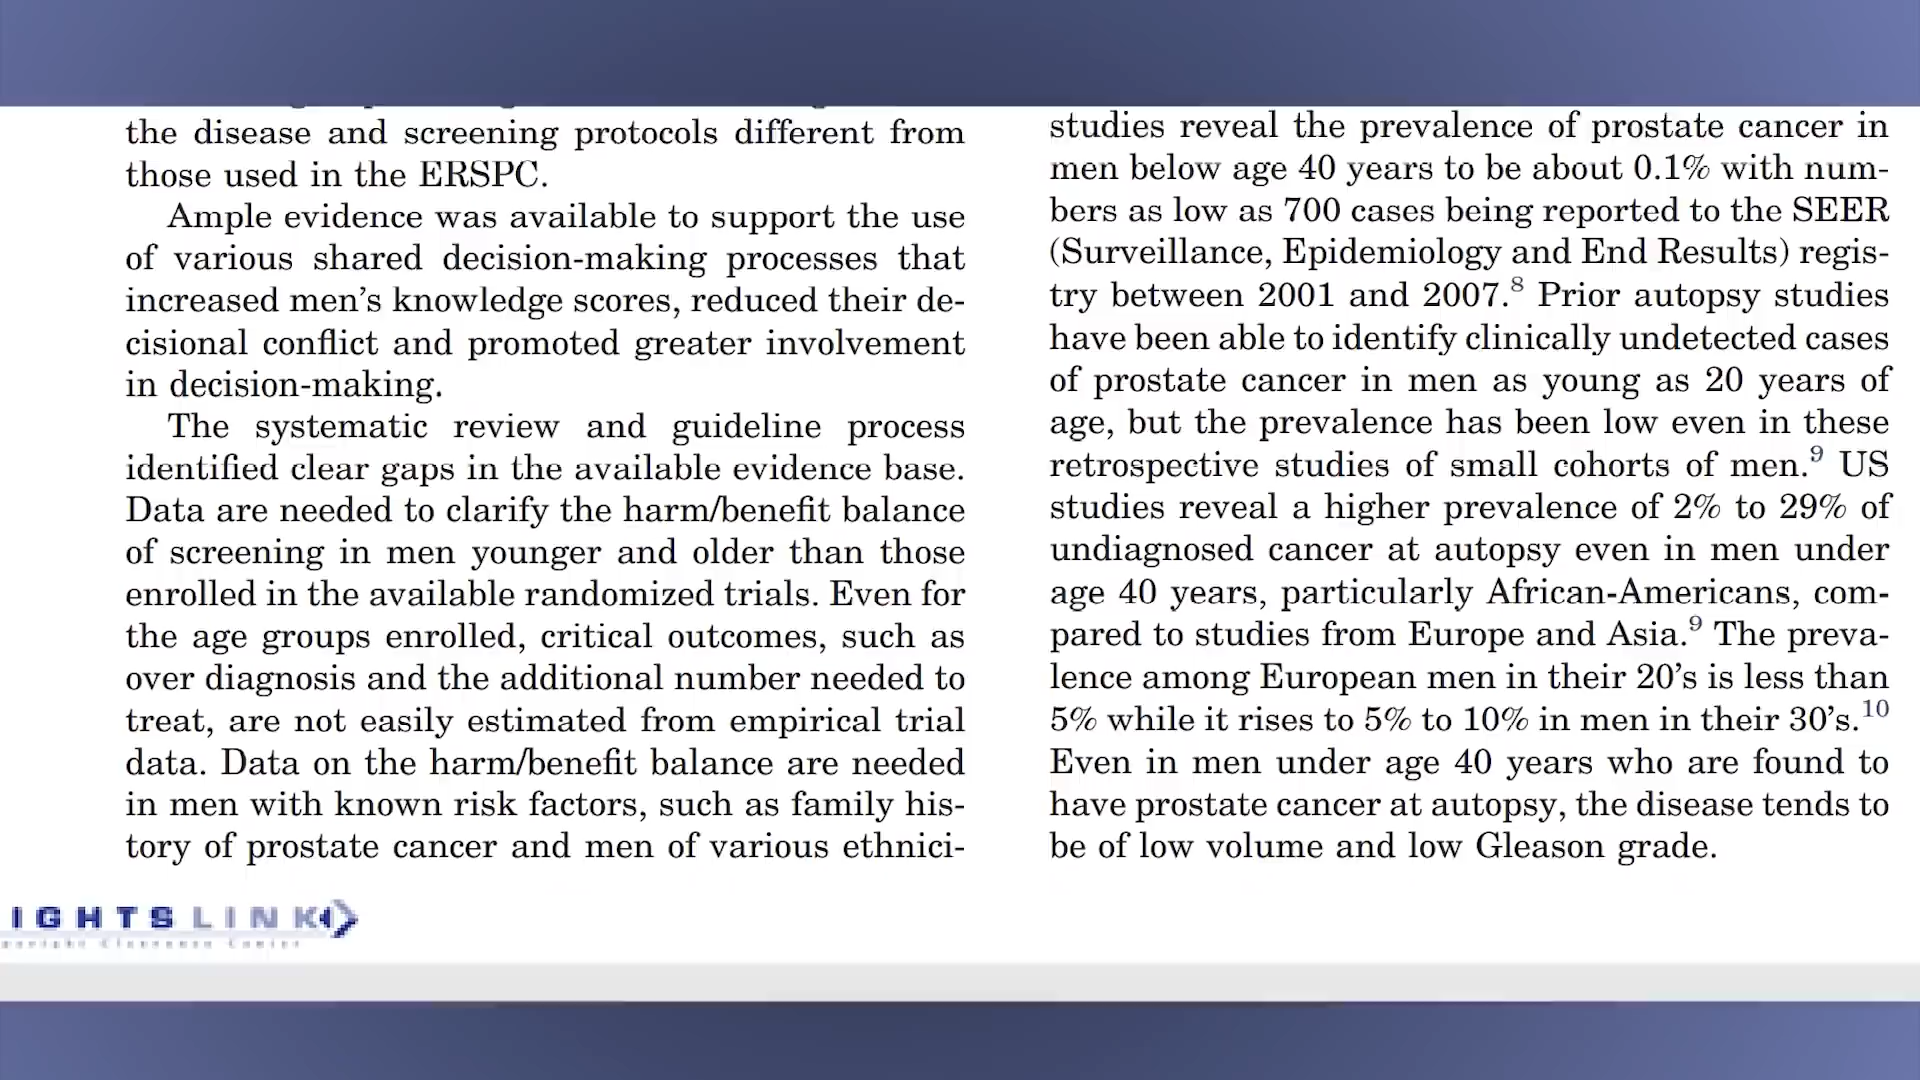 the disease and screening protocols different from
those used in the ERSPC.
Ample evidence was available to support the use
of various shared decision-making processes that
increased men’s knowledge scores, reduced their de-
cisional conflict and promoted greater involvement
in decision-making.
The systematic review and guideline process
identified clear gaps in the available evidence base.
Data are needed to clarify the harm/benefit balance
of screening in men younger and older than those
enrolled in the available randomized trials. Even for
the age groups enrolled, critical outcomes, such as
over diagnosis and the additional number needed to
treat, are not easily estimated from empirical trial
data. Data on the harm/benefit balance are needed
in men with known risk factors, such as family his-
tory of prostate cancer and men of various ethnici-
studies reveal the prevalence of prostate cancer in
men below age 40 years to be about 0.1% with num-
bers as low as 700 cases being reported to the SEER
(Surveillance, Epidemiology and End Results) regis-
try between 2001 and 2007.8 Prior autopsy studies
have been able to identify clinically undetected cases
of prostate cancer in men as young as 20 years of
age, but the prevalence has been low even in these
retrospective studies of small cohorts of men.9 US
studies reveal a higher prevalence of 2% to 29% of
undiagnosed cancer at autopsy even in men under
age 40 years, particularly African-Americans, com-
pared to studies from Europe and Asia.9 The preva-
lence among European men in their 20’s is less than
5% while it rises to 5% to 10% in men in their 30’s.10
Even in men under age 40 years who are found to
have prostate cancer at autopsy, the disease tends to
be of low volume and low Gleason grade.
IGHTSLINK